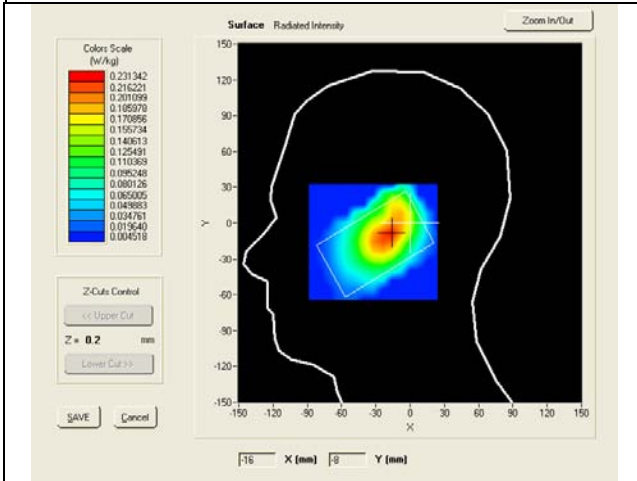 Surface Radiated Intensity
Zoom In/Out
Colors Scale
(W/kg)
0.231342
0.216221
0.201099
0.185978
0.170856
0.155734
0.140613
0.125491
0.110369
0.095248
0.080126
0.065005
0.049883
0.034761
0.019640
0.004518
Z-Cuts Control
<< Upper Cut
Z = 0.2 mm
Lower Cut >>
SAVE Cancel
150
120
90
60
30
0
-30
-60
-90
-120
-150
Y
-150 -120 -90 -60 -30 0 30 60 90 120 150
X
-16 X (mm) -8 Y (mm)